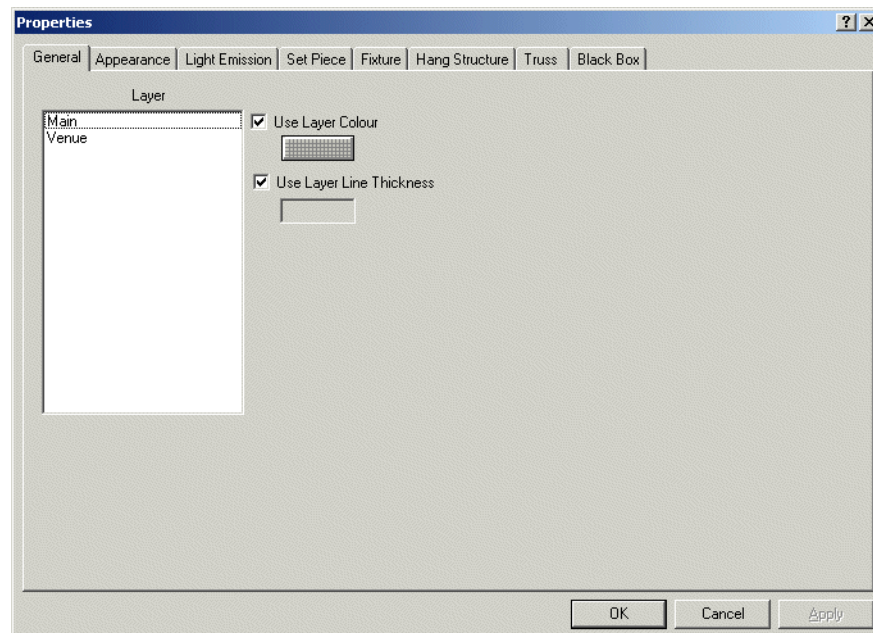 Properties
General Appearance Light Emission Set Piece Fixture Hang Structure Truss Black Box
Layer
Main
Venue
Use Layer Colour
Use Layer Line Thickness
OK Cancel Apply